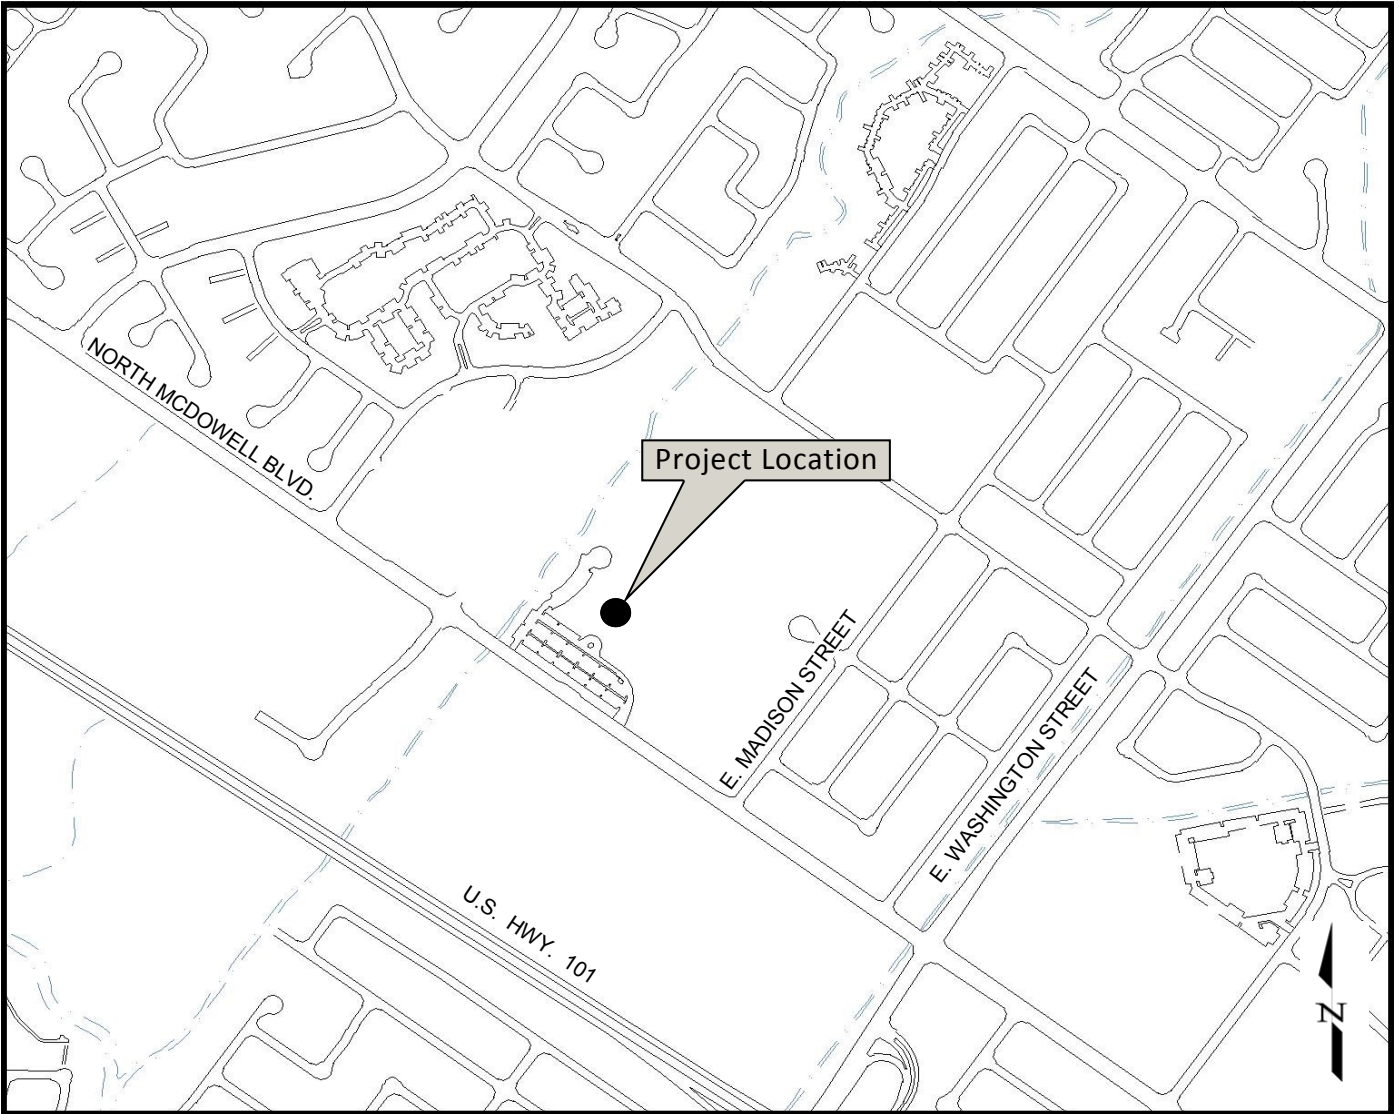 NORTH MCDOWELL BLVD.
Project Location
E. MADISON STREET
E. WASHINGTON STREET
U.S. HWY. 101
N